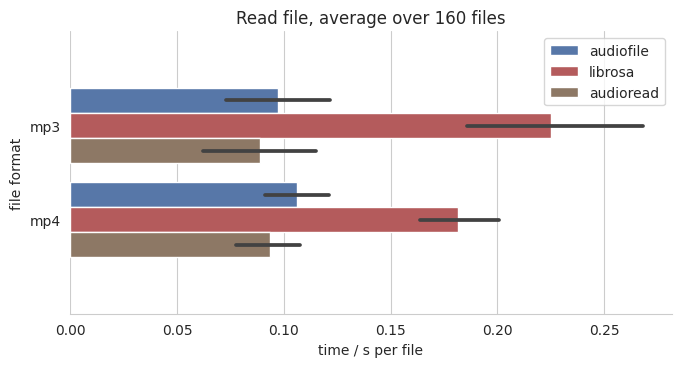 Read file, average over 160 files
audiofile
librosa
audioread
file format
mp3
mp4
0.00 0.05 0.10 0.15 0.20 0.25
time / s per file